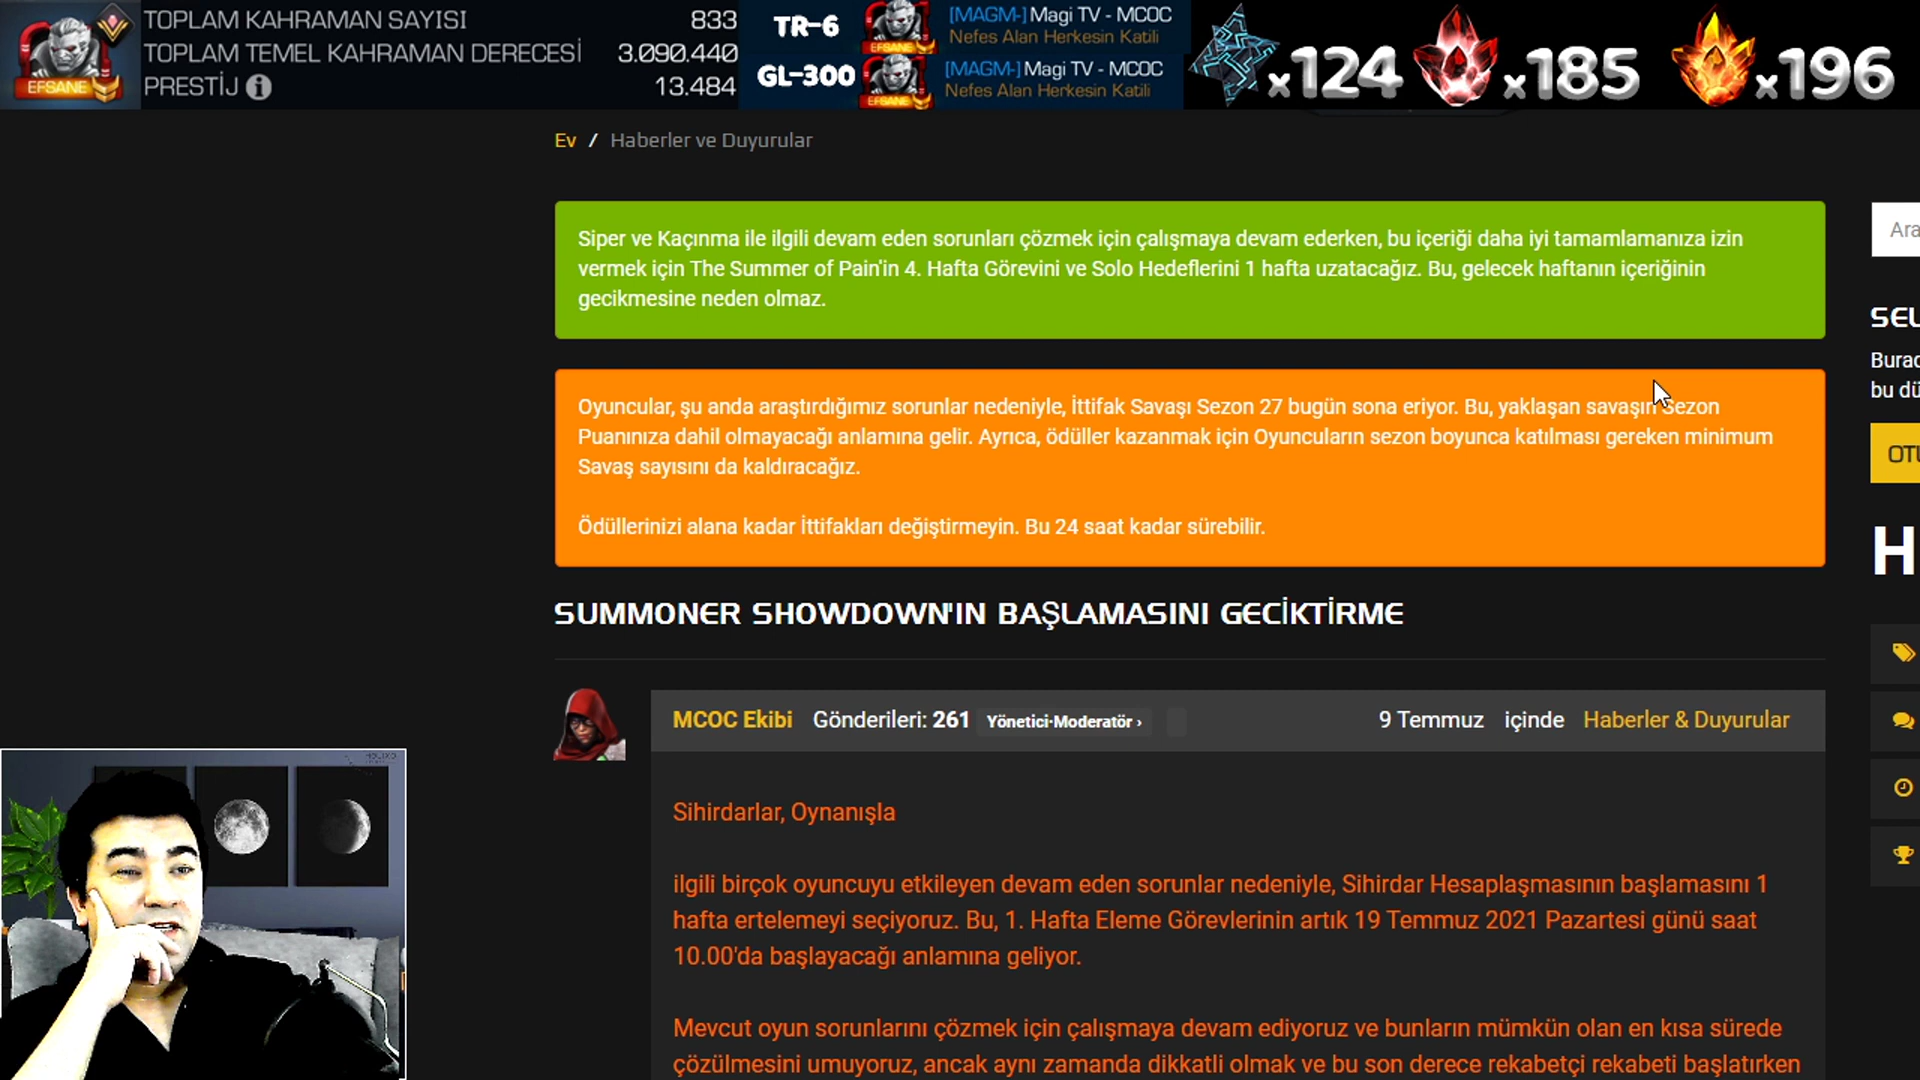 TOPLAM KAHRAMAN SAYISI 833
TOPLAM TEMEL KAHRAMAN DERECESİ 3.090.440
PRESTİJ 13.484
EFSANE
TR-6
EFSANE
[MAGM-] Magi TV - MCOC
Nefes Alan Herkesin Katili
GL-300
EFSANE
[MAGM-] Magi TV - MCOC
Nefes Alan Herkesin Katili
x124
x185
x196
Ev / Haberler ve Duyurular
Siper ve Kaçınma ile ilgili devam eden sorunları çözmek için çalışmaya devam ederken, bu içeriği daha iyi tamamlamanıza izin
vermek için The Summer of Pain'in 4. Hafta Görevini ve Solo Hedeflerini 1 hafta uzatacağız. Bu, gelecek haftanın içeriğinin
gecikmesine neden olmaz.
Oyuncular, şu anda araştırdığımız sorunlar nedeniyle, İttifak Savaşı Sezon 27 bugün sona eriyor. Bu, yaklaşan savaşın Sezon
Puanınıza dahil olmayacağı anlamına gelir. Ayrıca, ödüller kazanmak için Oyuncuların sezon boyunca katılması gereken minimum
Savaş sayısını da kaldıracağız.
Ödüllerinizi alana kadar İttifakları değiştirmeyin. Bu 24 saat kadar sürebilir.
SUMMONER SHOWDOWN'IN BAŞLAMASINI GECİKTİRME
MCOC Ekibi Gönderileri: 261 Yönetici-Moderatör › 9 Temmuz içinde Haberler & Duyurular
Sihirdarlar, Oynanışla
ilgili birçok oyuncuyu etkileyen devam eden sorunlar nedeniyle, Sihirdar Hesaplaşmasının başlamasını 1
hafta ertelemeyi seçiyoruz. Bu, 1. Hafta Eleme Görevlerinin artık 19 Temmuz 2021 Pazartesi günü saat
10.00'da başlayacağı anlamına geliyor.
Mevcut oyun sorunlarını çözmek için çalışmaya devam ediyoruz ve bunların mümkün olan en kısa sürede
çözülmesini umuyoruz, ancak aynı zamanda dikkatli olmak ve bu son derece rekabetçi rekabeti başlatırken
Ara
SEL
Burad
bu dü
OTU
H